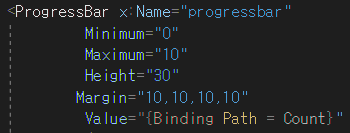 <ProgressBar x:Name="progressbar"
Minimum="0"
Maximum="10"
Height="30"
Margin="10,10,10,10"
Value="{Binding Path = Count}"